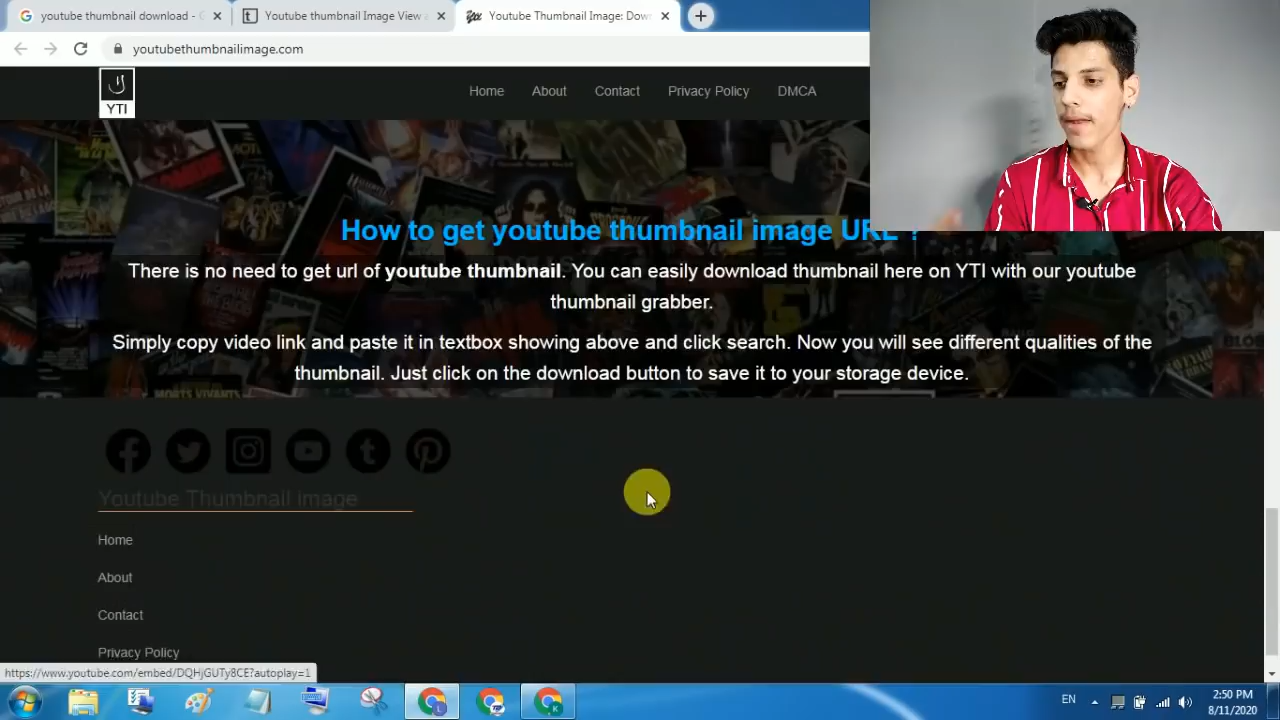 youtube thumbnail download - G
Youtube thumbnail Image View a
Youtube Thumbnail Image: Dow
youtubethumbnailimage.com
YTI
Home About Contact Privacy Policy DMCA
How to get youtube thumbnail image URL ?
There is no need to get url of youtube thumbnail. You can easily download thumbnail here on YTI with our youtube
thumbnail grabber.
Simply copy video link and paste it in textbox showing above and click search. Now you will see different qualities of the
thumbnail. Just click on the download button to save it to your storage device.
Youtube Thumbnail image
Home
About
Contact
Privacy Policy
https://www.youtube.com/embed/DQHjGUTy8CE?autoplay=1
EN
2:50 PM
8/11/2020